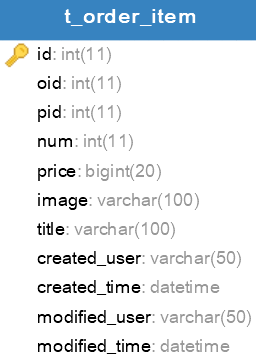 t_order_item
id: int(11)
oid: int(11)
pid: int(11)
num: int(11)
price: bigint(20)
image: varchar(100)
title: varchar(100)
created_user: varchar(50)
created_time: datetime
modified_user: varchar(50)
modified_time: datetime